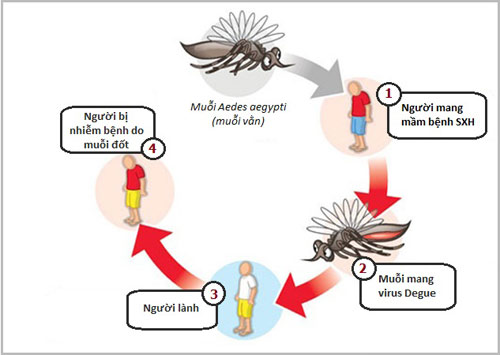 Muỗi Aedes aegypti
(muỗi vằn)
1
Người mang
mầm bệnh SXH
2
Muỗi mang
virus Degue
3
Người lành
4
Người bị
nhiễm bệnh do
muỗi đốt